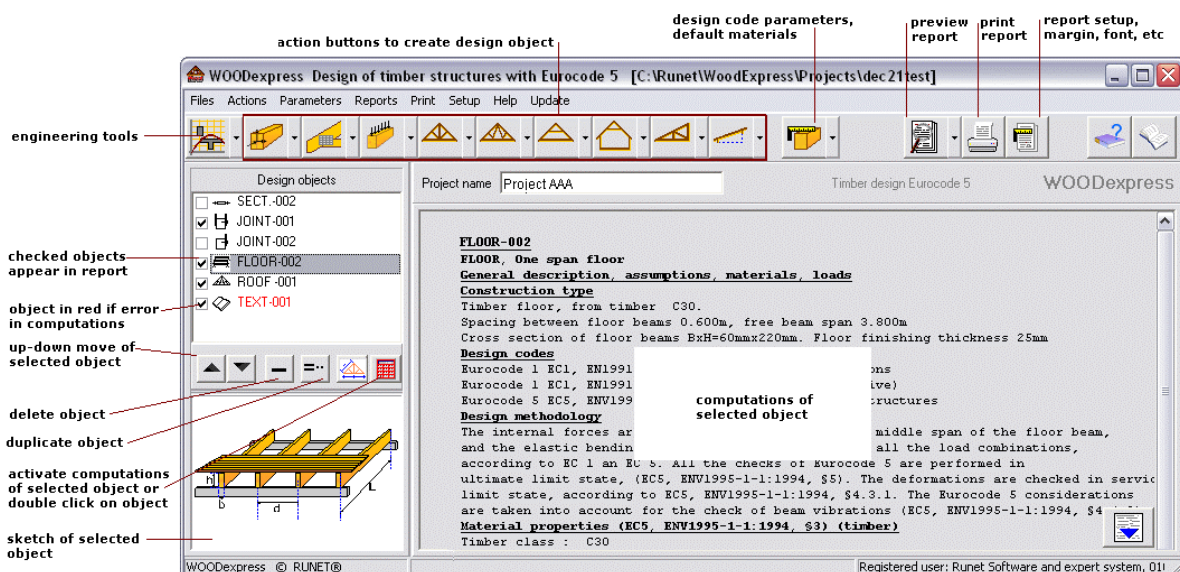 design code parameters,
default materials
preview
report
print
report
report setup,
margin, font, etc
action buttons to create design object
WOODexpress Design of timber structures with Eurocode 5 [C:\Runet\WoodExpress\Projects\dec21test]
Files Actions Parameters Reports Print Setup Help Update
engineering tools
Design objects
SECT.-002
JOINT-001
JOINT-002
FLOOR-002
ROOF -001
TEXT-001
checked objects
appear in report
object in red if error
in computations
up-down move of
selected object
delete object
duplicate object
activate computations
of selected object or
double click on object
sketch of selected
object
h
b
d
L
Project name Project AAA
Timber design Eurocode 5
WOODexpress
FLOOR-002
FLOOR, One span floor
General description, assumptions, materials, loads
Construction type
Timber floor, from timber C30.
Spacing between floor beams 0.600m, free beam span 3.800m
Cross section of floor beams BxH=60mmx220mm. Floor finishing thickness 25mm
Design codes
Eurocode 1 EC1, EN1991 ons
Eurocode 1 EC1, EN1991 ive)
Eurocode 5 EC5, ENV199 ructures
computations of
selected object
Design methodology
The internal forces ar middle span of the floor beam,
and the elastic bendin all the load combinations,
according to EC 1 an EC 5. All the checks of Eurocode 5 are performed in
ultimate limit state, (EC5, ENV1995-1-1:1994, §5). The deformations are checked in servic
limit state, according to EC5, ENV1995-1-1:1994, §4.3.1. The Eurocode 5 considerations
are taken into account for the check of beam vibrations (EC5, ENV1995-1-1:1994, §4
Material properties (EC5, ENV1995-1-1:1994, §3) (timber)
Timber class : C30
WOODexpress © RUNET®
Registered user: Runet Software and expert system, 01